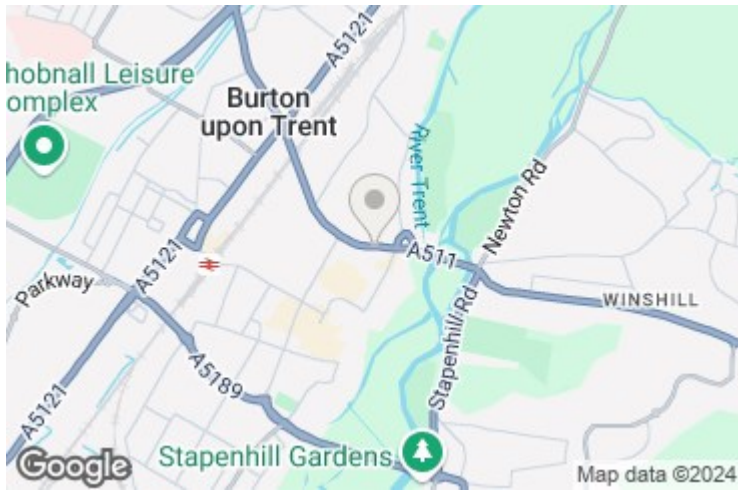 A5121
hobnall Leisure
omplex
Burton
upon Trent
River Trent
Newton Rd
A511
A5121
Parkway
WINSHILL
Stapenhill Rd
A5189
A5121
Stapenhill Gardens
Google
Map data ©2024